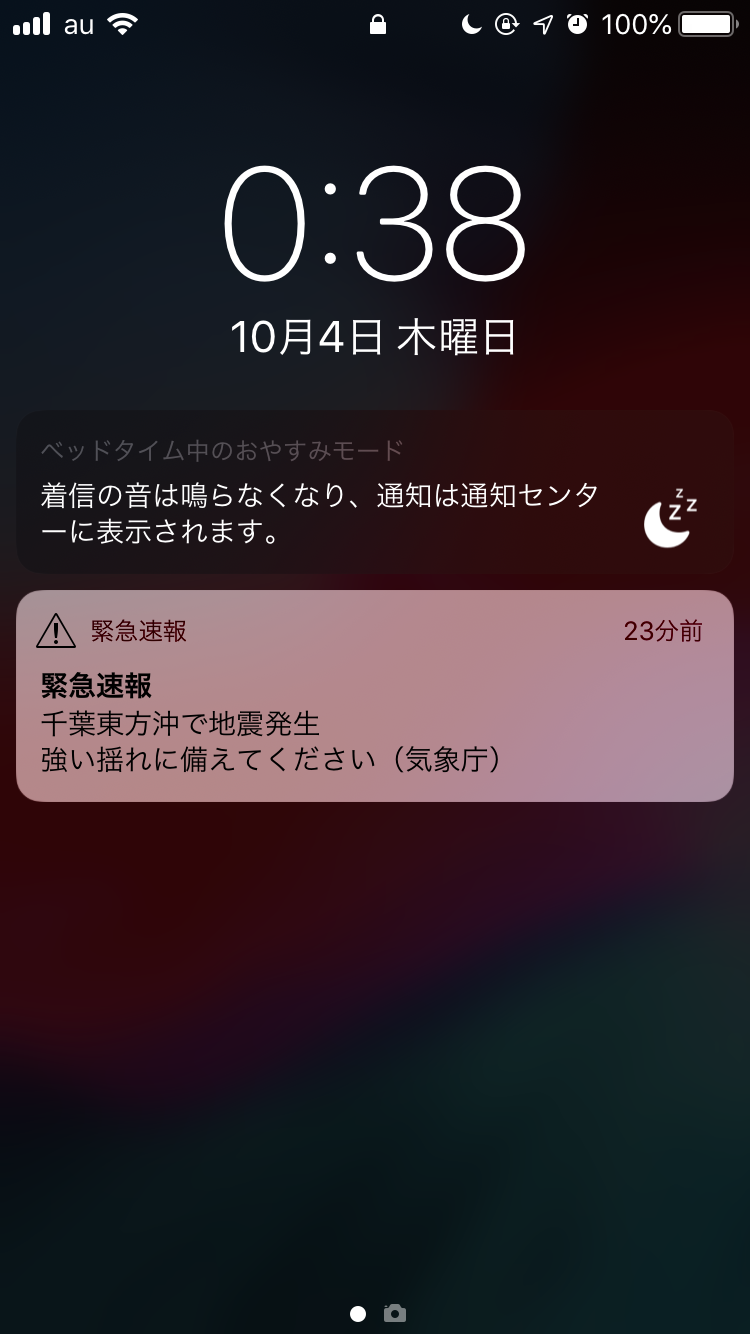 au 100%
0:38
10月4日 木曜日
ベッドタイム中のおやすみモード
着信の音は鳴らなくなり、通知は通知センタ
ーに表示されます。
z z z
緊急速報 23分前
緊急速報
千葉東方沖で地震発生
強い揺れに備えてください（気象庁）